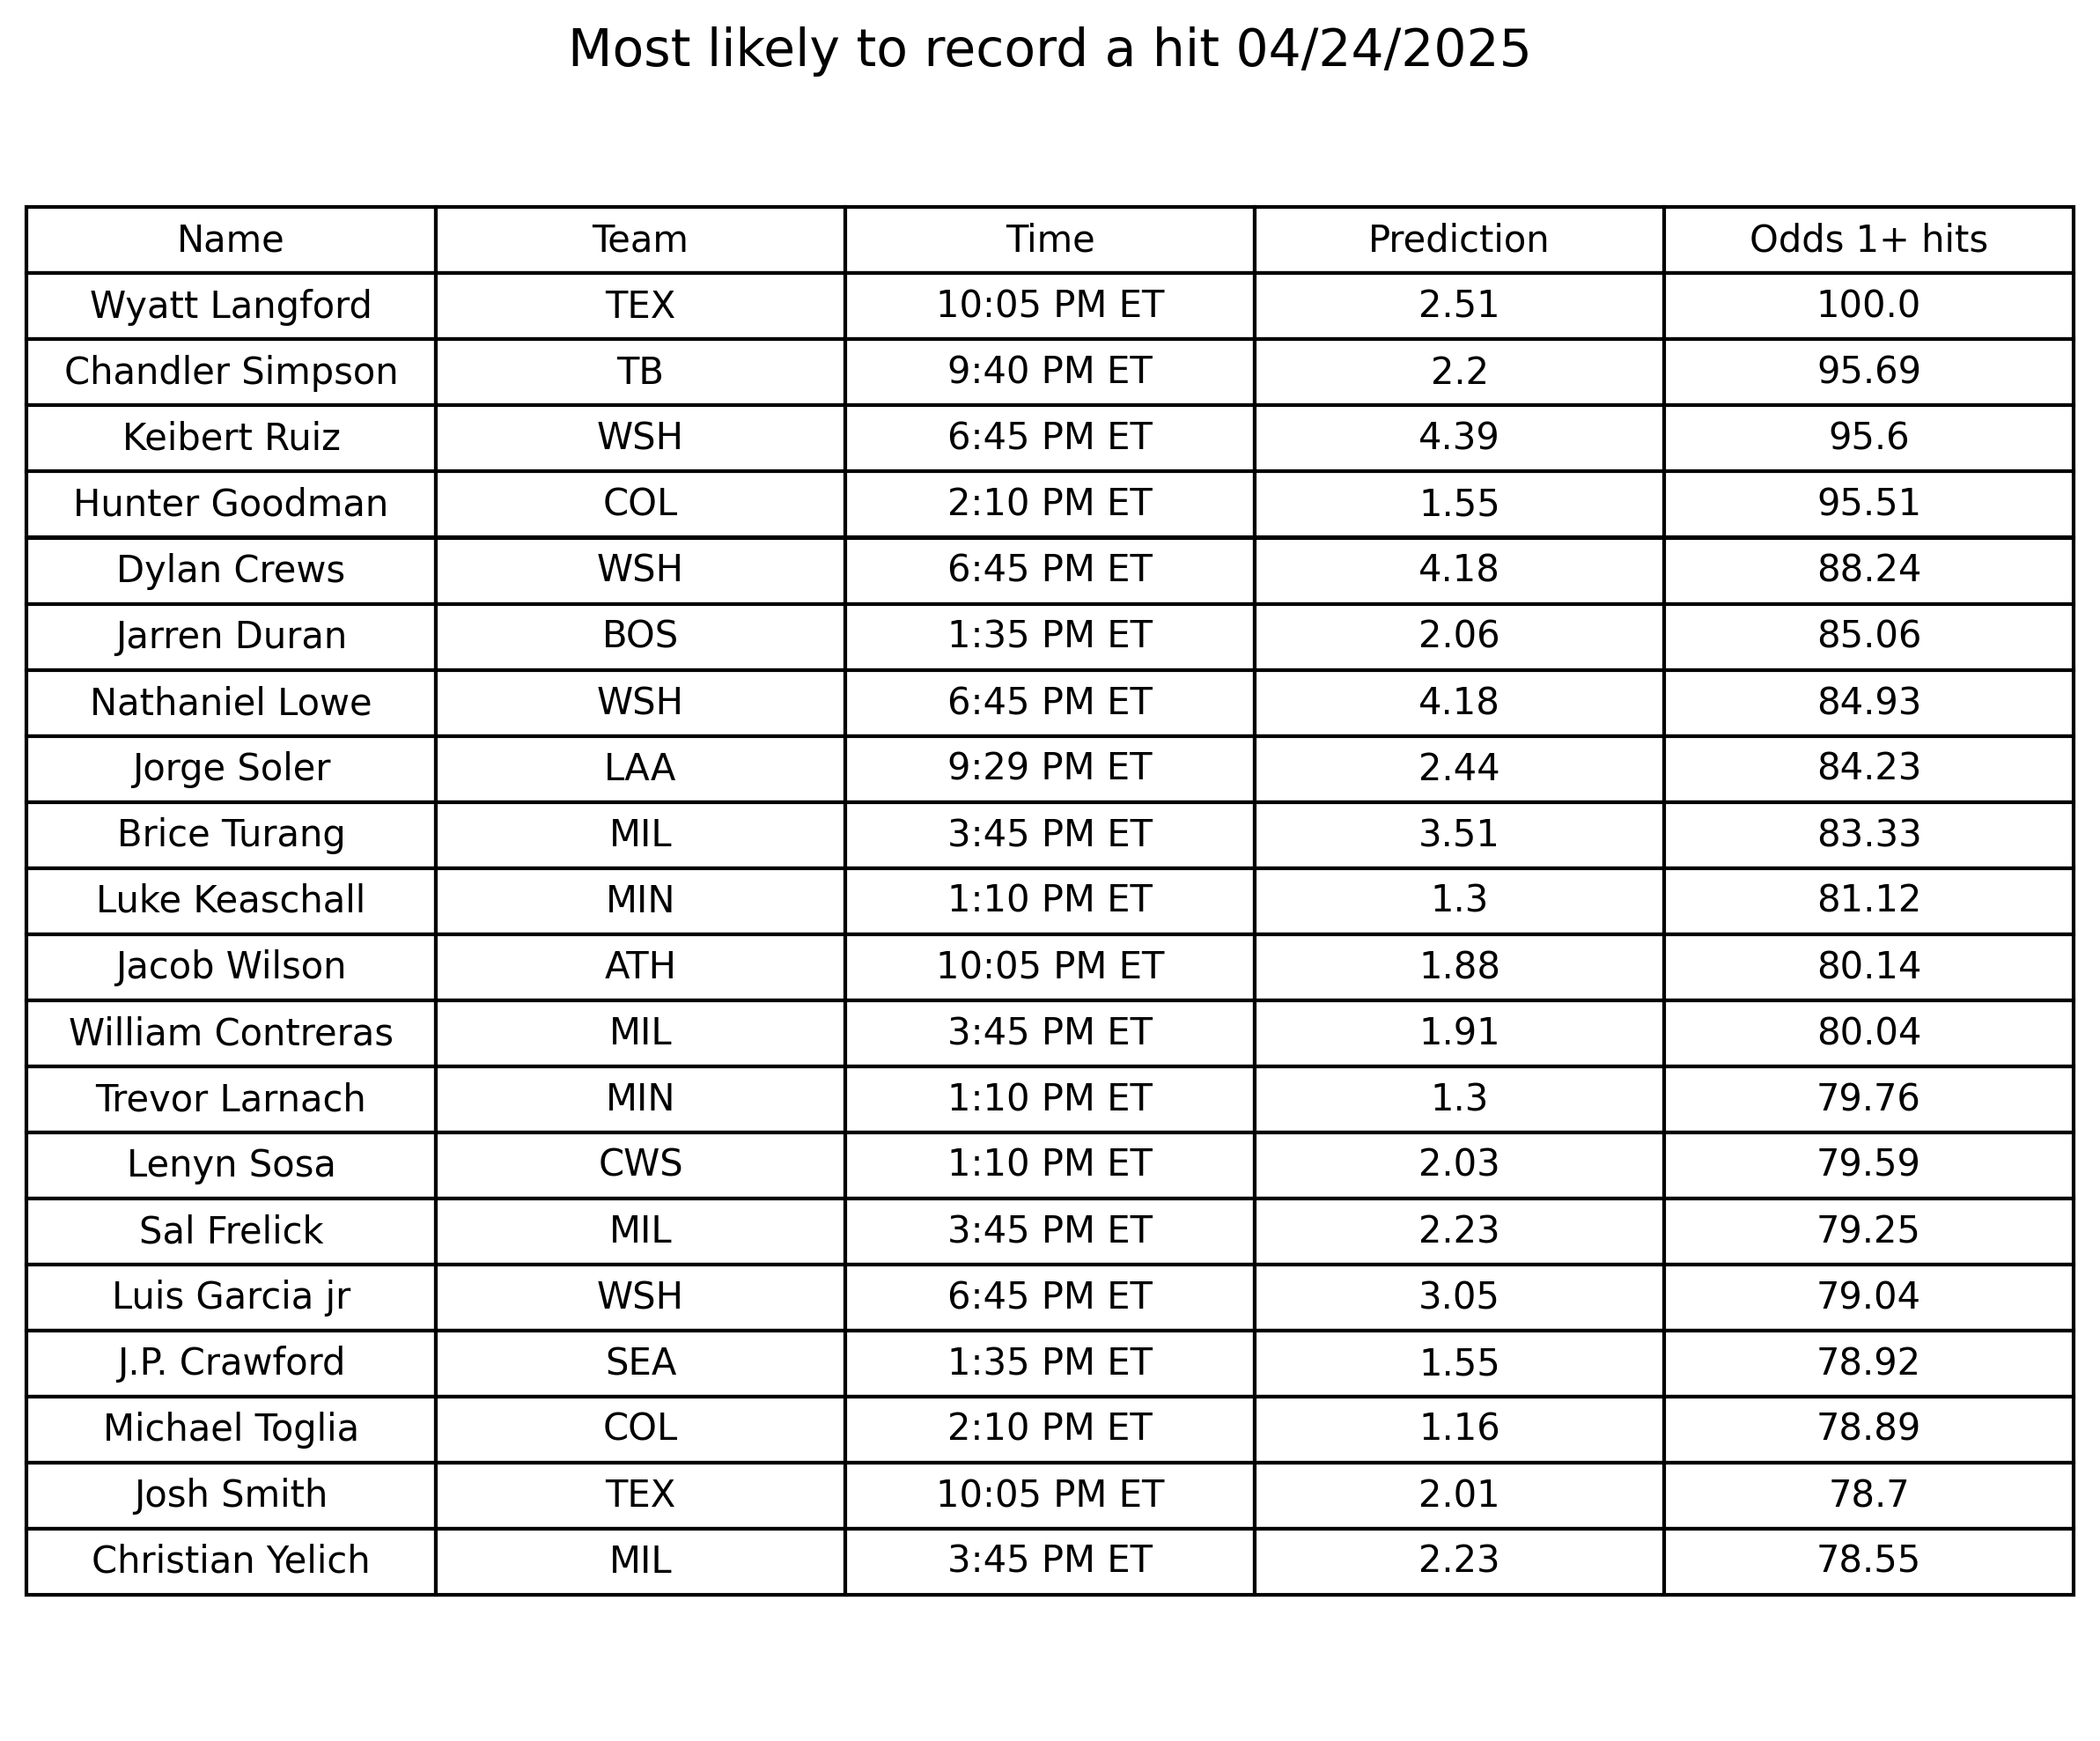 Most likely to record a hit 04/24/2025
Name Team Time Prediction Odds 1+ hits
Wyatt Langford TEX 10:05 PM ET 2.51 100.0
Chandler Simpson TB 9:40 PM ET 2.2 95.69
Keibert Ruiz WSH 6:45 PM ET 4.39 95.6
Hunter Goodman COL 2:10 PM ET 1.55 95.51
Dylan Crews WSH 6:45 PM ET 4.18 88.24
Jarren Duran BOS 1:35 PM ET 2.06 85.06
Nathaniel Lowe WSH 6:45 PM ET 4.18 84.93
Jorge Soler LAA 9:29 PM ET 2.44 84.23
Brice Turang MIL 3:45 PM ET 3.51 83.33
Luke Keaschall MIN 1:10 PM ET 1.3 81.12
Jacob Wilson ATH 10:05 PM ET 1.88 80.14
William Contreras MIL 3:45 PM ET 1.91 80.04
Trevor Larnach MIN 1:10 PM ET 1.3 79.76
Lenyn Sosa CWS 1:10 PM ET 2.03 79.59
Sal Frelick MIL 3:45 PM ET 2.23 79.25
Luis Garcia jr WSH 6:45 PM ET 3.05 79.04
J.P. Crawford SEA 1:35 PM ET 1.55 78.92
Michael Toglia COL 2:10 PM ET 1.16 78.89
Josh Smith TEX 10:05 PM ET 2.01 78.7
Christian Yelich MIL 3:45 PM ET 2.23 78.55